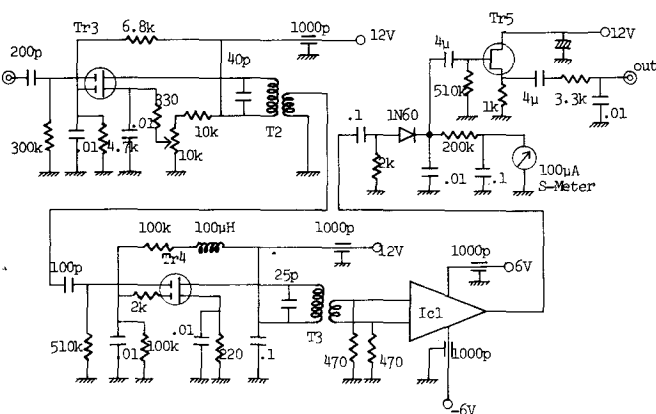 Tr3
6.8k
1000p
12V
200p
40p
330
.01
10k
T2
300k
.01
4.7k
10k
Tr5
12V
4μ
510k
1k
4μ
3.3k
out
.01
.1
1N60
2k
200k
.01
.1
100μA
S-Meter
100k
100μH
1000p
12V
Tr4
100p
2k
25p
T3
510k
.01
100k
.01
220
.1
470
470
Ic1
1000p
6V
1000p
-6V